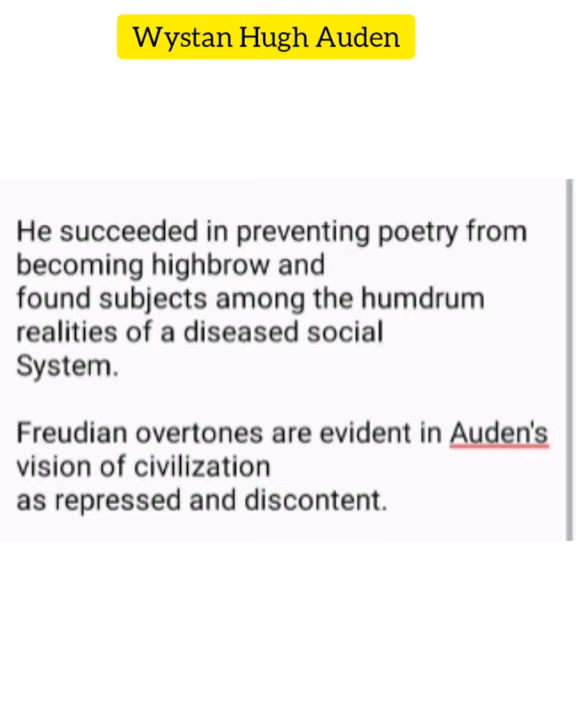 Wystan Hugh Auden
He succeeded in preventing poetry from
becoming highbrow and
found subjects among the humdrum
realities of a diseased social
System.
Freudian overtones are evident in Auden's
vision of civilization
as repressed and discontent.